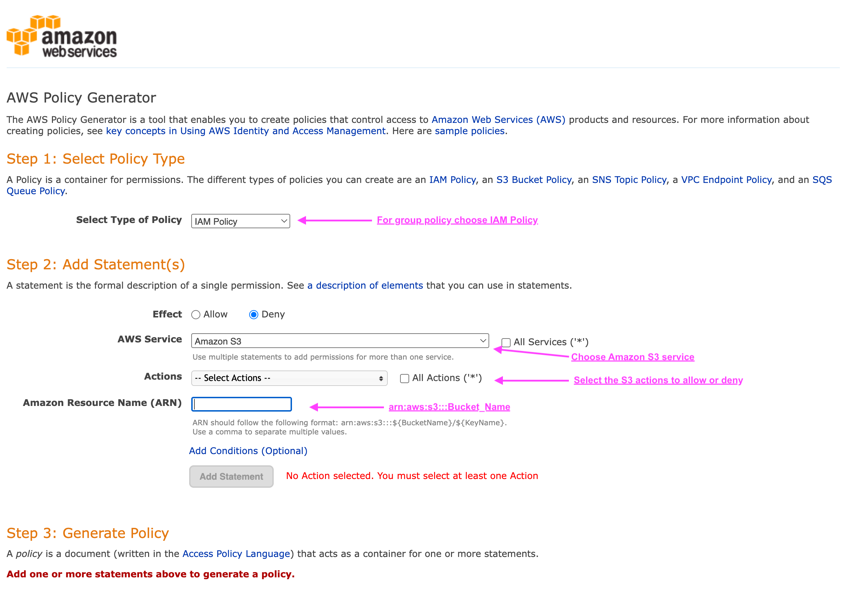 amazon
webservices
AWS Policy Generator
The AWS Policy Generator is a tool that enables you to create policies that control access to Amazon Web Services (AWS) products and resources. For more information about
creating policies, see key concepts in Using AWS Identity and Access Management. Here are sample policies.
Step 1: Select Policy Type
A Policy is a container for permissions. The different types of policies you can create are an IAM Policy, an S3 Bucket Policy, an SNS Topic Policy, a VPC Endpoint Policy, and an SQS
Queue Policy.
Select Type of Policy IAM Policy For group policy choose IAM Policy
Step 2: Add Statement(s)
A statement is the formal description of a single permission. See a description of elements that you can use in statements.
Effect Allow Deny
AWS Service Amazon S3 All Services ('*')
Use multiple statements to add permissions for more than one service.
Choose Amazon S3 service
Actions -- Select Actions -- All Actions ('*') Select the S3 actions to allow or deny
Amazon Resource Name (ARN) arn:aws:s3:::Bucket_Name
ARN should follow the following format: arn:aws:s3:::${BucketName}/${KeyName}.
Use a comma to separate multiple values.
Add Conditions (Optional)
Add Statement No Action selected. You must select at least one Action
Step 3: Generate Policy
A policy is a document (written in the Access Policy Language) that acts as a container for one or more statements.
Add one or more statements above to generate a policy.